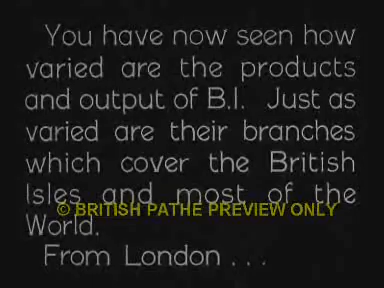 You have now seen how
varied are the products
and output of B.I. Just as
varied are their branches
which cover the British
Isles and most of the
World.
© BRITISH PATHE PREVIEW ONLY
From London . . .